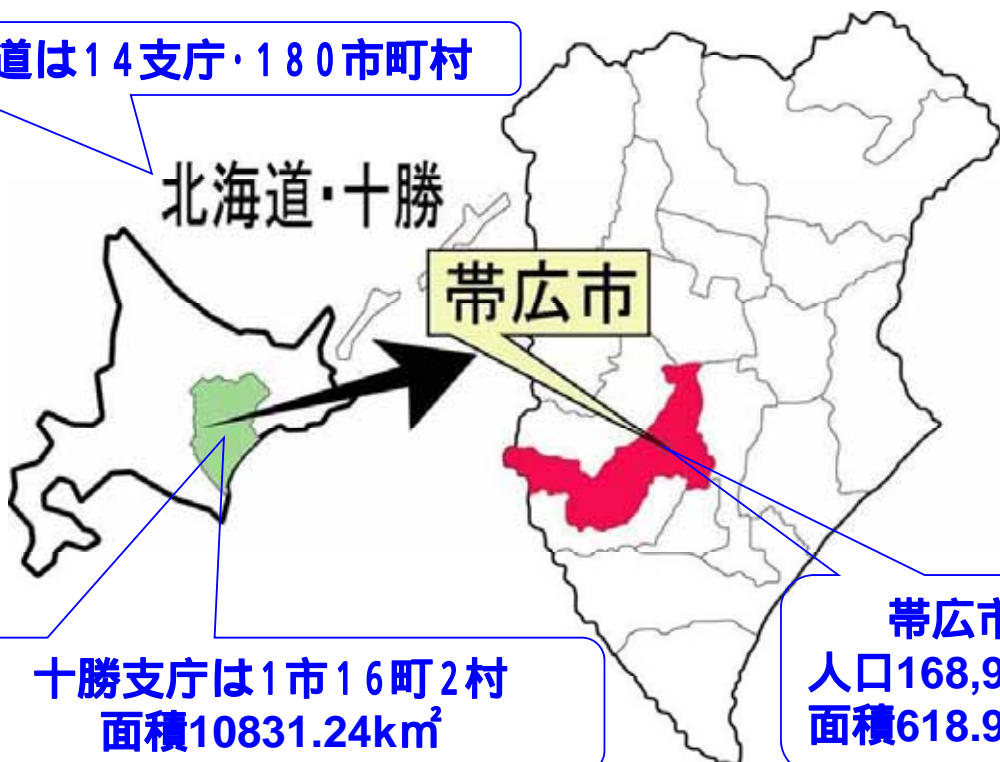 道は14支庁・180市町村
北海道・十勝
帯広市
十勝支庁は1市16町2村
面積10831.24km²
帯広市
人口168,9
面積618.9